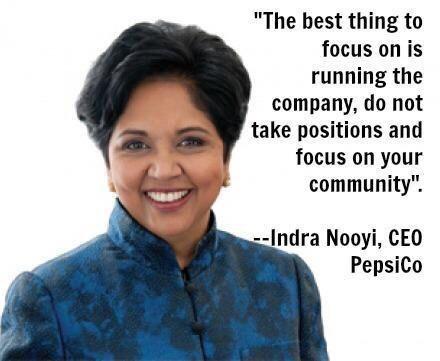 "The best thing to
focus on is
running the
company, do not
take positions and
focus on your
community".
--Indra Nooyi, CEO
PepsiCo